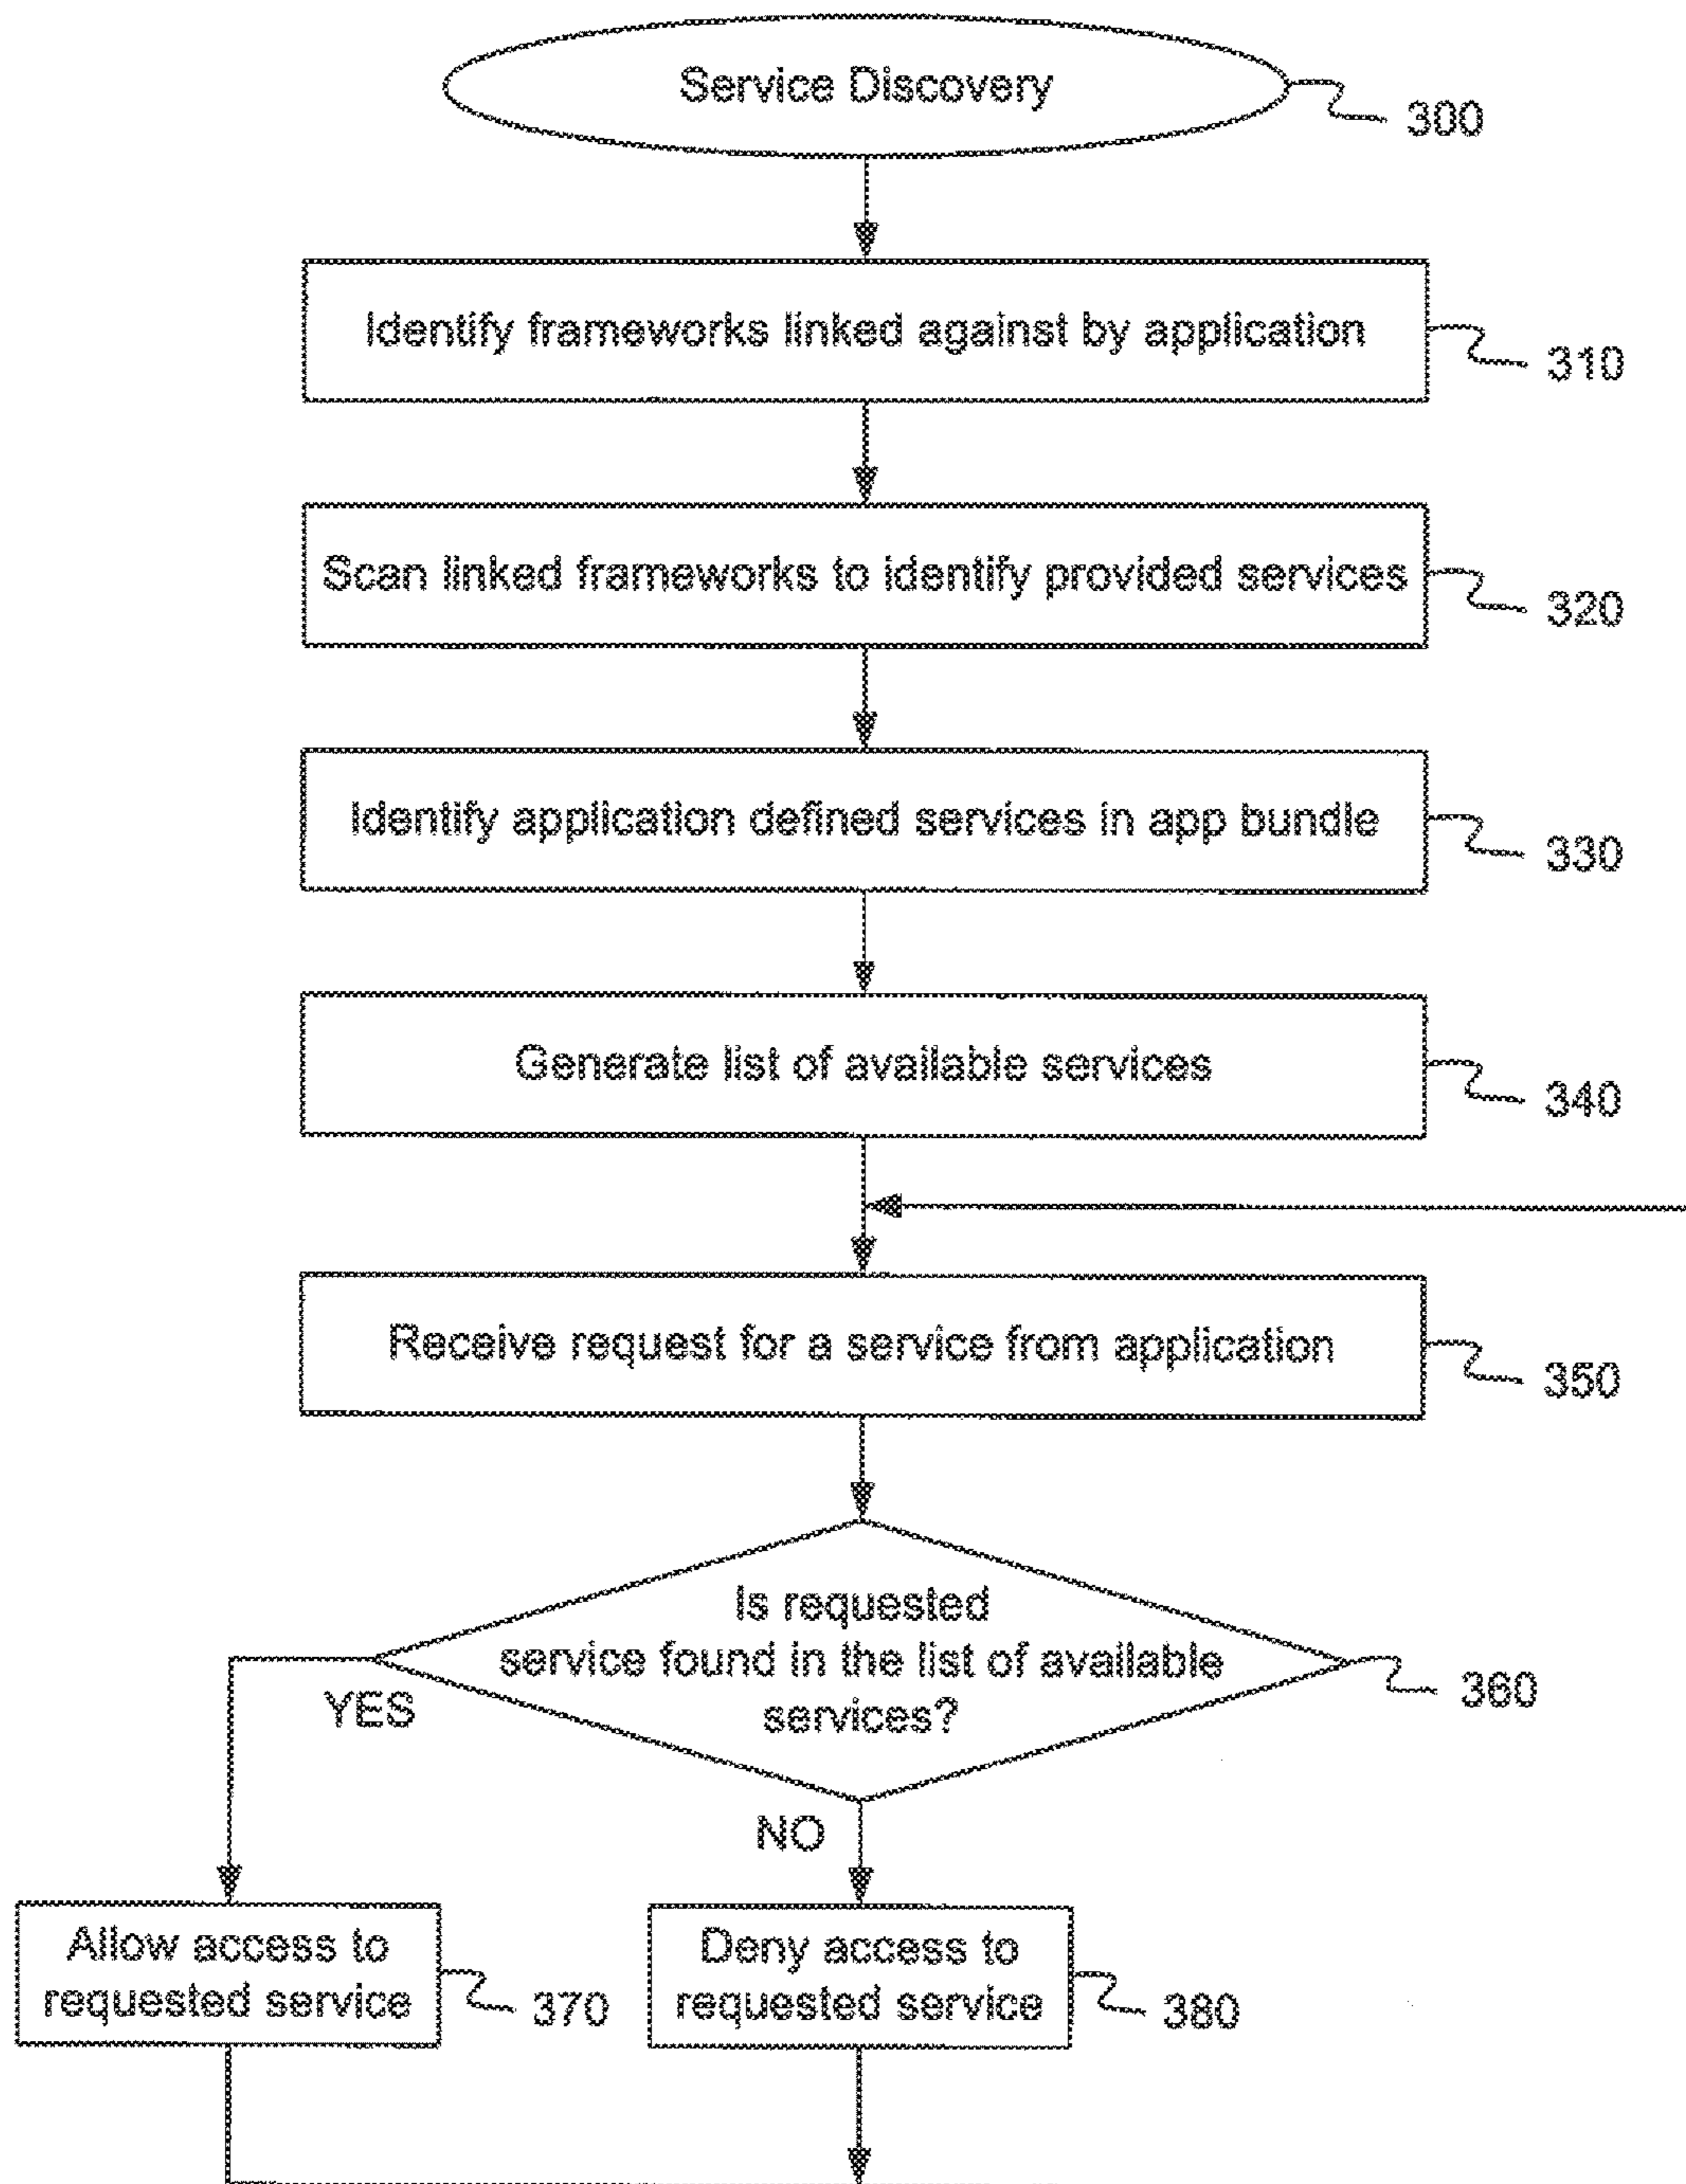 Service Discovery
300
Identify frameworks linked against by application
310
Scan linked frameworks to identify provided services
320
Identify application defined services in app bundle
330
Generate list of available services
340
Receive request for a service from application
350
Is requested
service found in the list of available
services?
360
YES
NO
Allow access to
requested service
370
Deny access to
requested service
380